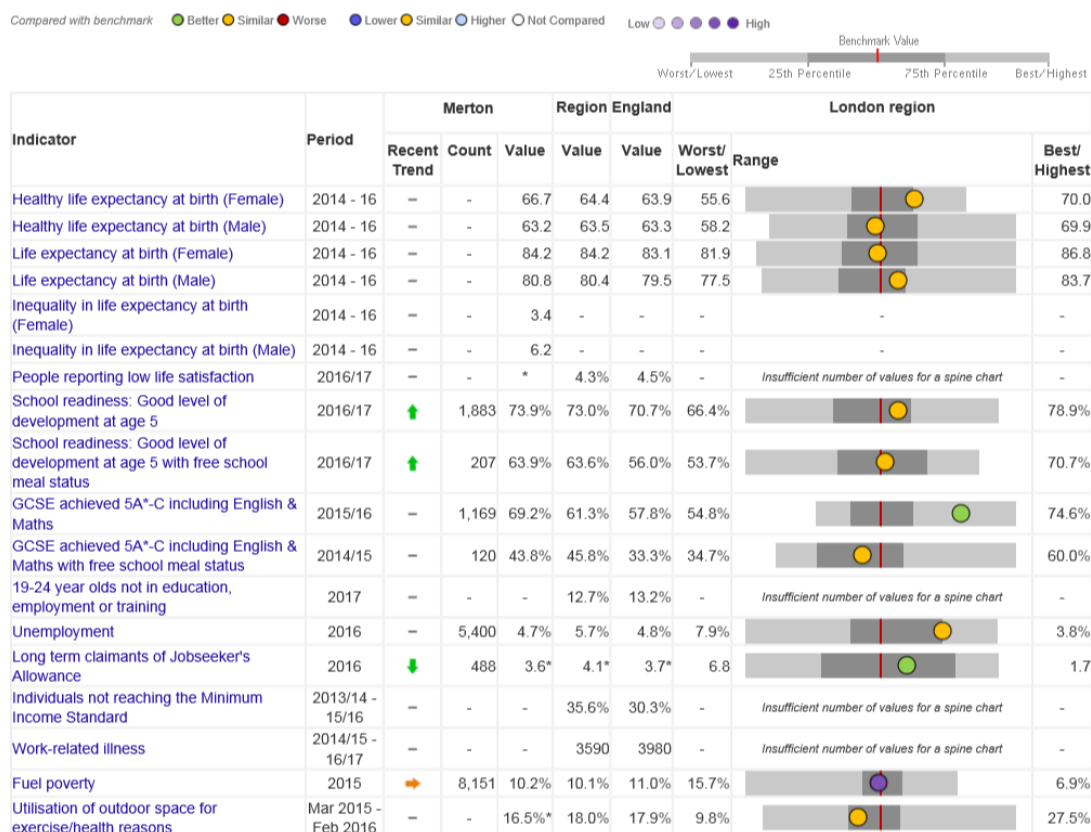 Compared with benchmark Better Similar Worse Lower Similar Higher Not Compared Low High
Benchmark Value
Worst/Lowest 25th Percentile 75th Percentile Best/Highest
Merton Region England London region
Indicator Period Recent Trend Count Value Value Value Worst/ Lowest Range Best/ Highest
Healthy life expectancy at birth (Female) 2014 - 16 – - 66.7 64.4 63.9 55.6 70.0
Healthy life expectancy at birth (Male) 2014 - 16 – - 63.2 63.5 63.3 58.2 69.9
Life expectancy at birth (Female) 2014 - 16 – - 84.2 84.2 83.1 81.9 86.8
Life expectancy at birth (Male) 2014 - 16 – - 80.8 80.4 79.5 77.5 83.7
Inequality in life expectancy at birth
(Female) 2014 - 16 – - 3.4 - - - - -
Inequality in life expectancy at birth (Male) 2014 - 16 – - 6.2 - - - - -
People reporting low life satisfaction 2016/17 – - * 4.3% 4.5% - Insufficient number of values for a spine chart -
School readiness: Good level of
development at age 5 2016/17 1,883 73.9% 73.0% 70.7% 66.4% 78.9%
School readiness: Good level of
development at age 5 with free school 2016/17 207 63.9% 63.6% 56.0% 53.7% 70.7%
meal status
GCSE achieved 5A*-C including English &
Maths 2015/16 – 1,169 69.2% 61.3% 57.8% 54.8% 74.6%
GCSE achieved 5A*-C including English &
Maths with free school meal status 2014/15 – 120 43.8% 45.8% 33.3% 34.7% 60.0%
19-24 year olds not in education,
employment or training 2017 – - - 12.7% 13.2% - Insufficient number of values for a spine chart -
Unemployment 2016 – 5,400 4.7% 5.7% 4.8% 7.9% 3.8%
Long term claimants of Jobseeker's
Allowance 2016 488 3.6* 4.1* 3.7* 6.8 1.7
Individuals not reaching the Minimum 2013/14 -
Income Standard 15/16 – - - 35.6% 30.3% - Insufficient number of values for a spine chart -
Work-related illness 2014/15 -
16/17 – - - 3590 3980 - Insufficient number of values for a spine chart -
Fuel poverty 2015 8,151 10.2% 10.1% 11.0% 15.7% 6.9%
Utilisation of outdoor space for Mar 2015 -
exercise/health reasons Feb 2016 – - 16.5%* 18.0% 17.9% 9.8% 27.5%